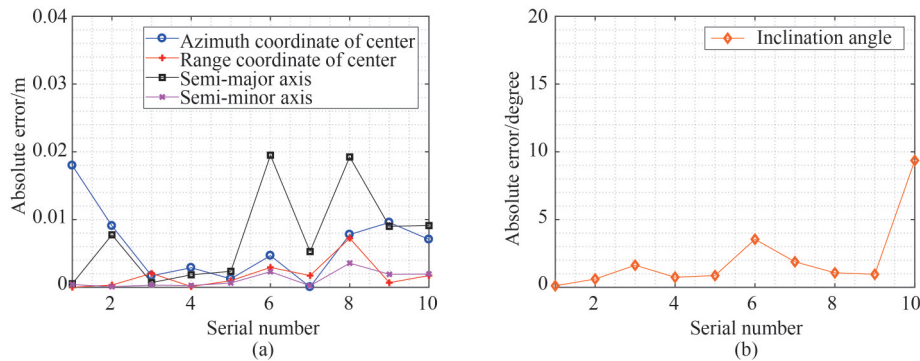 0.04
0.03
0.02
0.01
0
Absolute error/m
Azimuth coordinate of center
Range coordinate of center
Semi-major axis
Semi-minor axis
2 4 6 8 10
Serial number
(a)
20
15
10
5
0
Absolute error/degree
Inclination angle
2 4 6 8 10
Serial number
(b)